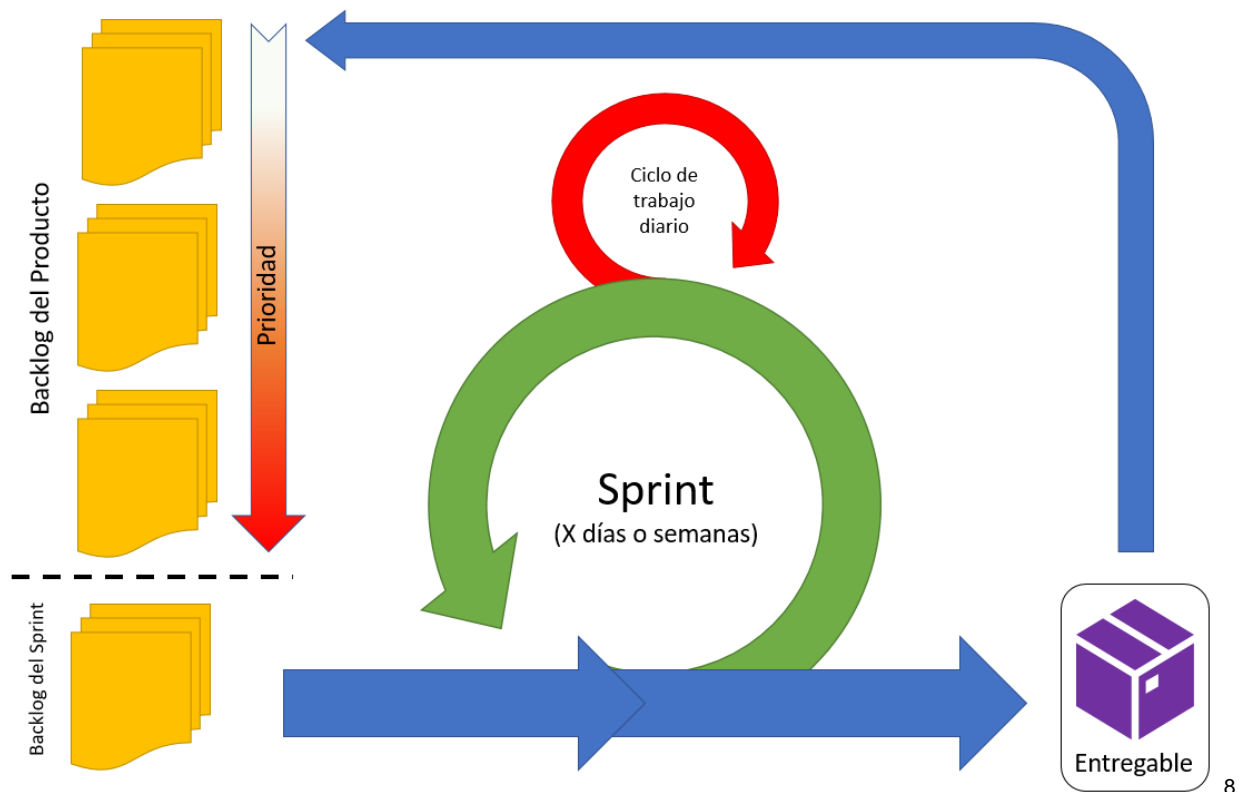 Backlog del Producto
Prioridad
Ciclo de
trabajo
diario
Sprint
(X días o semanas)
Backlog del Sprint
Entregable
8